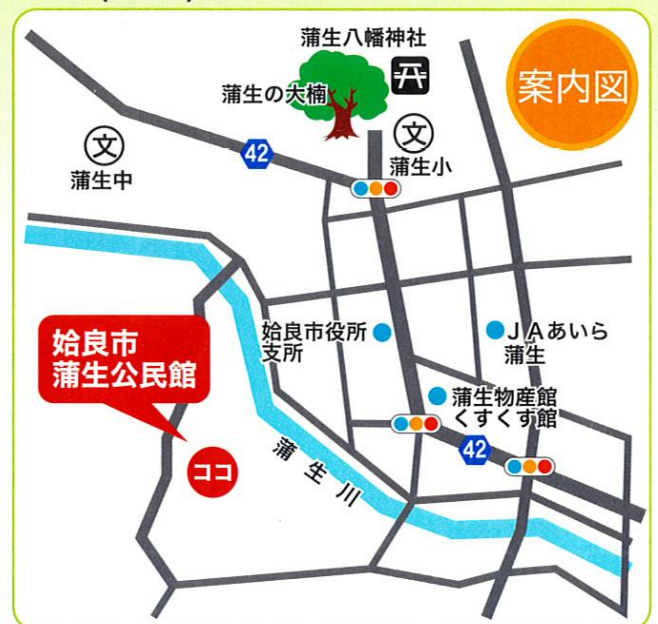 案内図
蒲生八幡神社
蒲生の大楠
文
蒲生中
42
文
蒲生小
姶良市役所
支所
JAあいら
蒲生
姶良市
蒲生公民館
蒲生物産館
くすくす館
42
ココ
蒲生川